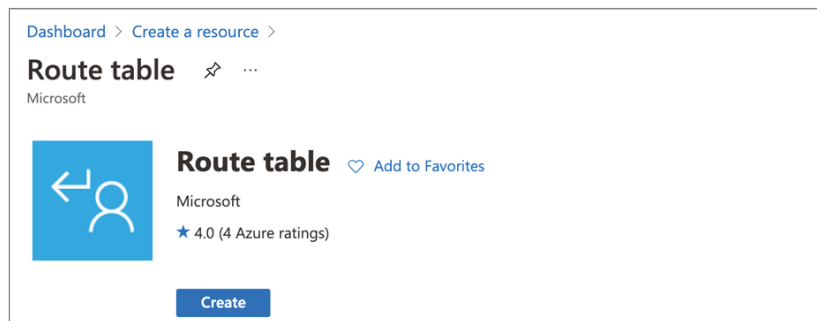 Dashboard > Create a resource >
Route table ...
Microsoft
Route table Add to Favorites
Microsoft
★ 4.0 (4 Azure ratings)
Create